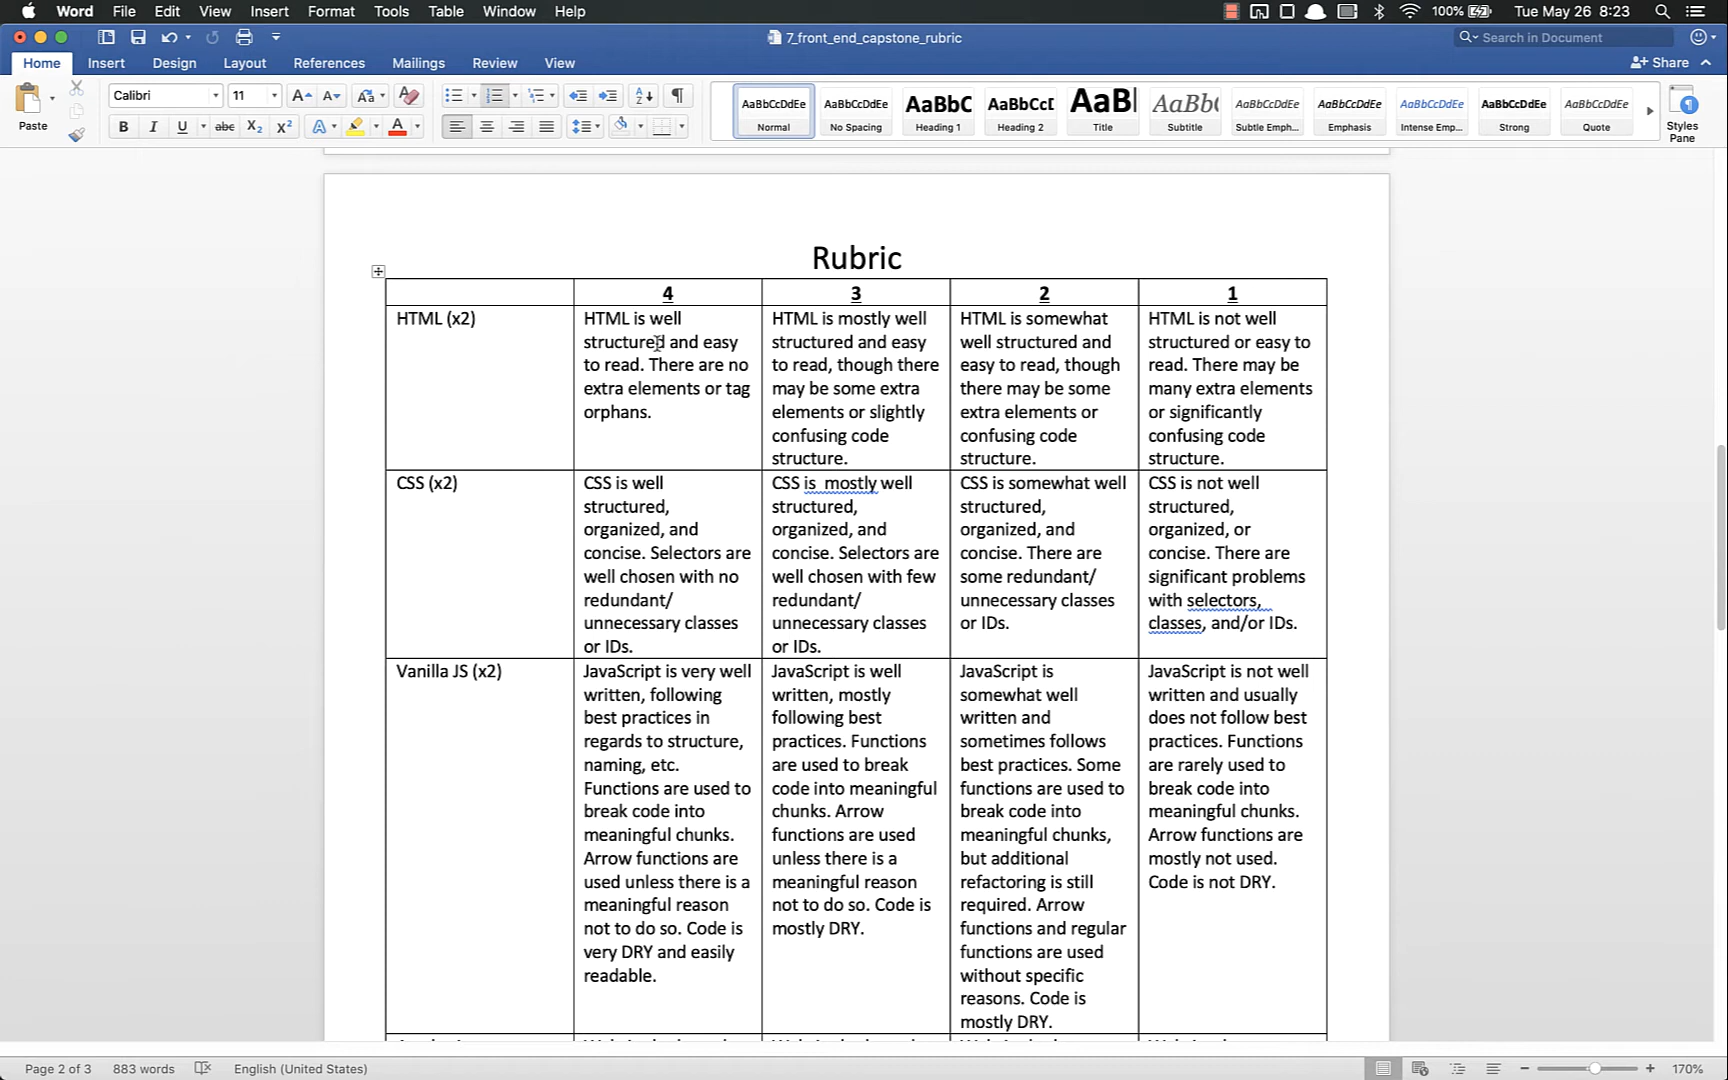 Word File Edit View Insert Format Tools Table Window Help 100% Tue May 26 8:23
7_front_end_capstone_rubric Search in Document
Home Insert Design Layout References Mailings Review View Share
Paste Calibri 11 AaBbCcDdEe AaBbCcDdEe AaBbC AaBbCcD AaB AaBb( AaBbCcDdEe AaBbCcDdEe AaBbCcDdEe AaBbCcDdEe AaBbCcDdEe
Normal No Spacing Heading 1 Heading 2 Title Subtitle Subtle Emph... Emphasis Intense Emp... Strong Quote Styles
Pane
Rubric
4 3 2 1
HTML (x2)
HTML is well
structured and easy
to read. There are no
extra elements or tag
orphans.
HTML is mostly well
structured and easy
to read, though there
may be some extra
elements or slightly
confusing code
structure.
HTML is somewhat
well structured and
easy to read, though
there may be some
extra elements or
confusing code
structure.
HTML is not well
structured or easy to
read. There may be
many extra elements
or significantly
confusing code
structure.
CSS (x2)
CSS is well
structured,
organized, and
concise. Selectors are
well chosen with no
redundant/
unnecessary classes
or IDs.
CSS is  mostly well
structured,
organized, and
concise. Selectors are
well chosen with few
redundant/
unnecessary classes
or IDs.
CSS is somewhat well
structured,
organized, and
concise. There are
some redundant/
unnecessary classes
or IDs.
CSS is not well
structured,
organized, or
concise. There are
significant problems
with selectors,
classes, and/or IDs.
Vanilla JS (x2)
JavaScript is very well
written, following
best practices in
regards to structure,
naming, etc.
Functions are used to
break code into
meaningful chunks.
Arrow functions are
used unless there is a
meaningful reason
not to do so. Code is
very DRY and easily
readable.
JavaScript is well
written, mostly
following best
practices. Functions
are used to break
code into meaningful
chunks. Arrow
functions are used
unless there is a
meaningful reason
not to do so. Code is
mostly DRY.
JavaScript is
somewhat well
written and
sometimes follows
best practices. Some
functions are used to
break code into
meaningful chunks,
but additional
refactoring is still
required. Arrow
functions and regular
functions are used
without specific
reasons. Code is
mostly DRY.
JavaScript is not well
written and usually
does not follow best
practices. Functions
are rarely used to
break code into
meaningful chunks.
Arrow functions are
mostly not used.
Code is not DRY.
Page 2 of 3 883 words English (United States) 170%